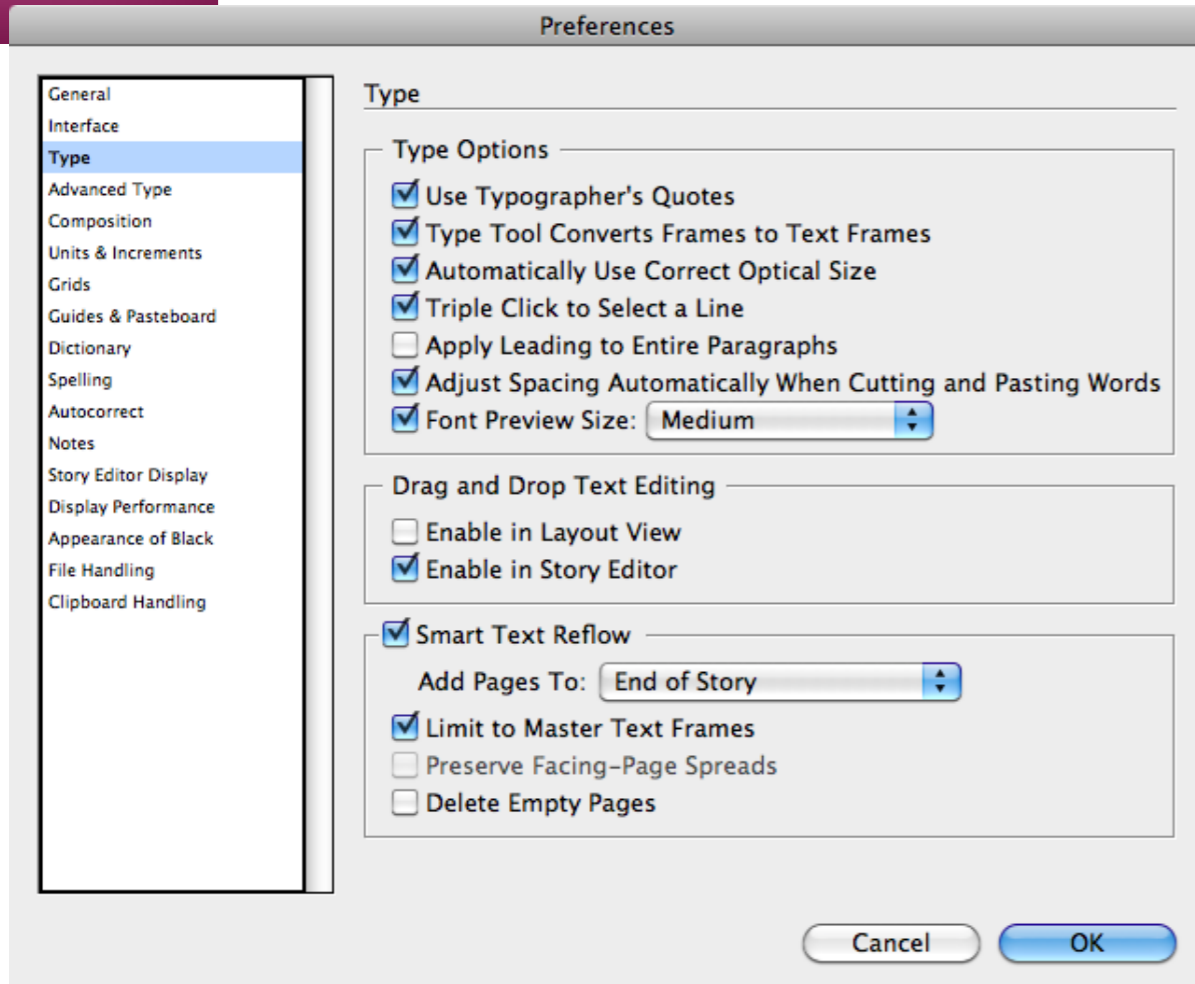 Preferences
General
Interface
Type
Advanced Type
Composition
Units & Increments
Grids
Guides & Pasteboard
Dictionary
Spelling
Autocorrect
Notes
Story Editor Display
Display Performance
Appearance of Black
File Handling
Clipboard Handling
Type
Type Options
Use Typographer's Quotes
Type Tool Converts Frames to Text Frames
Automatically Use Correct Optical Size
Triple Click to Select a Line
Apply Leading to Entire Paragraphs
Adjust Spacing Automatically When Cutting and Pasting Words
Font Preview Size: Medium
Drag and Drop Text Editing
Enable in Layout View
Enable in Story Editor
Smart Text Reflow
Add Pages To: End of Story
Limit to Master Text Frames
Preserve Facing-Page Spreads
Delete Empty Pages
Cancel OK